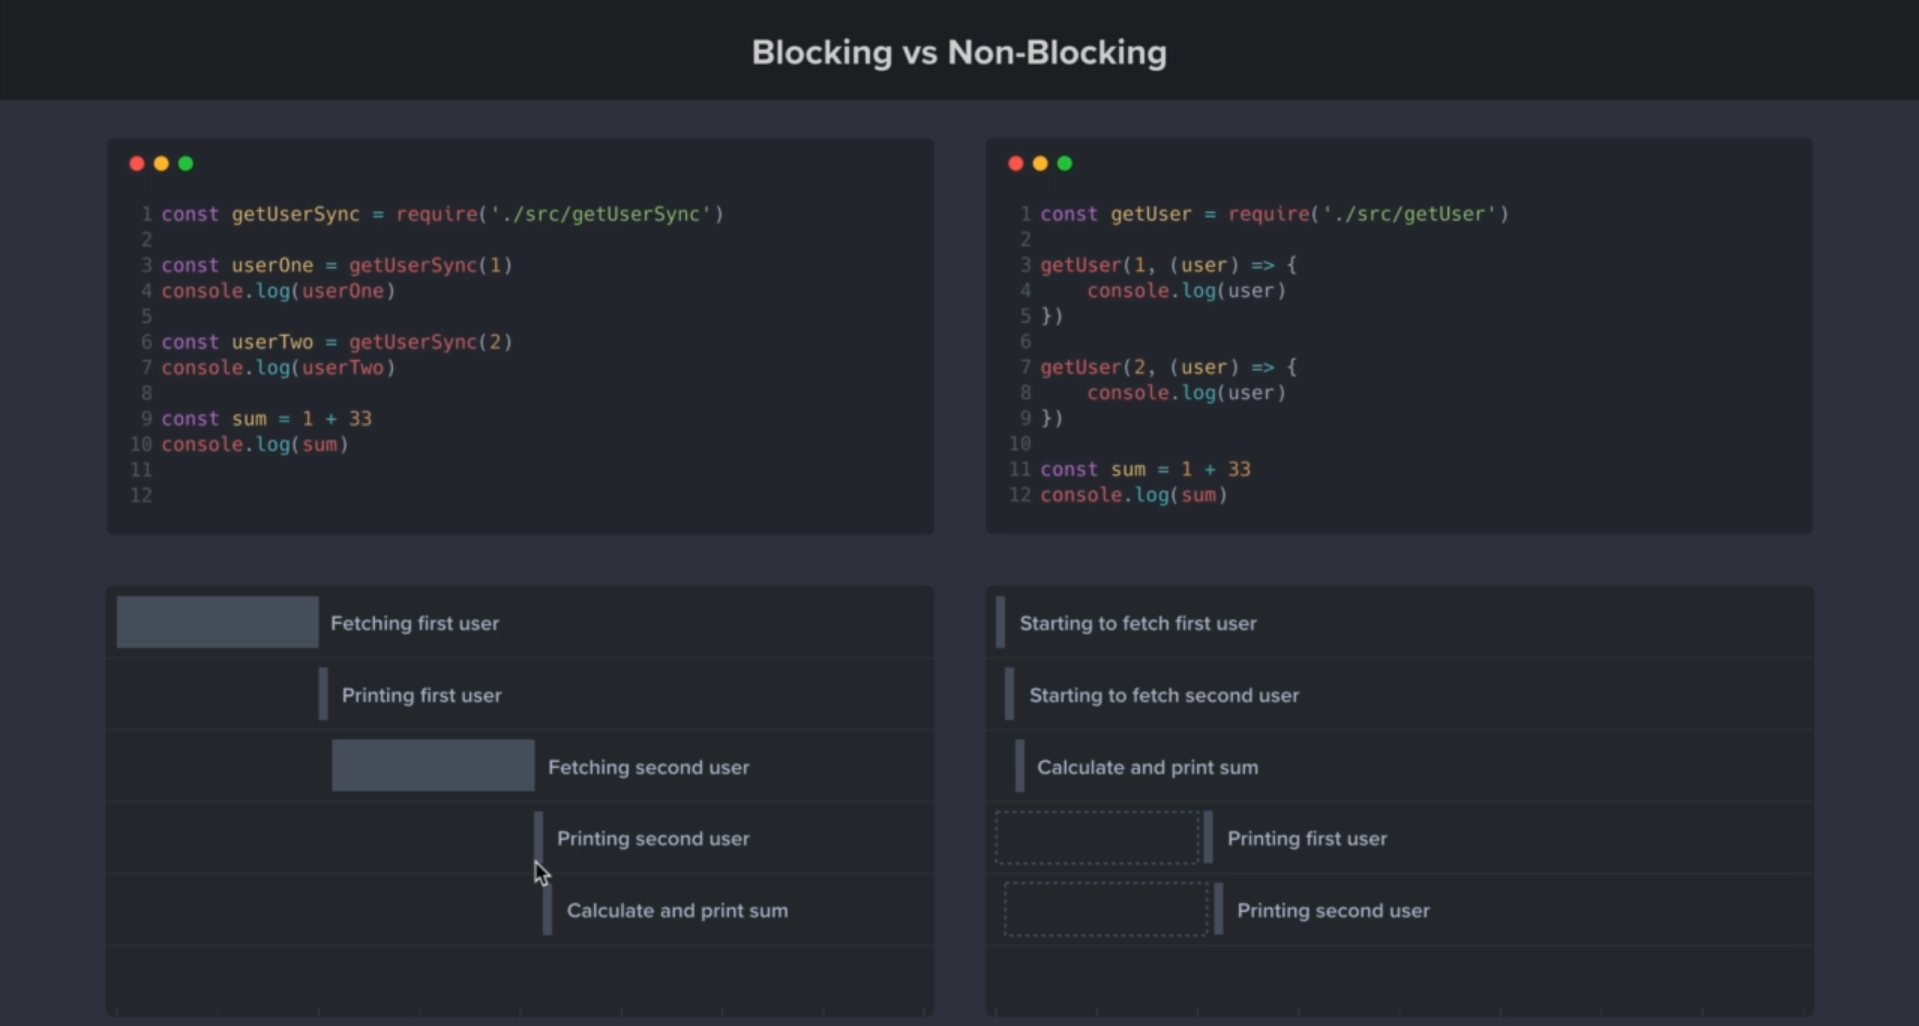 Blocking vs Non-Blocking
1 const getUserSync = require('./src/getUserSync')
2
3 const userOne = getUserSync(1)
4 console.log(userOne)
5
6 const userTwo = getUserSync(2)
7 console.log(userTwo)
8
9 const sum = 1 + 33
10 console.log(sum)
11
12
1 const getUser = require('./src/getUser')
2
3 getUser(1, (user) => {
4     console.log(user)
5 })
6
7 getUser(2, (user) => {
8     console.log(user)
9 })
10
11 const sum = 1 + 33
12 console.log(sum)
Fetching first user
Printing first user
Fetching second user
Printing second user
Calculate and print sum
Starting to fetch first user
Starting to fetch second user
Calculate and print sum
Printing first user
Printing second user